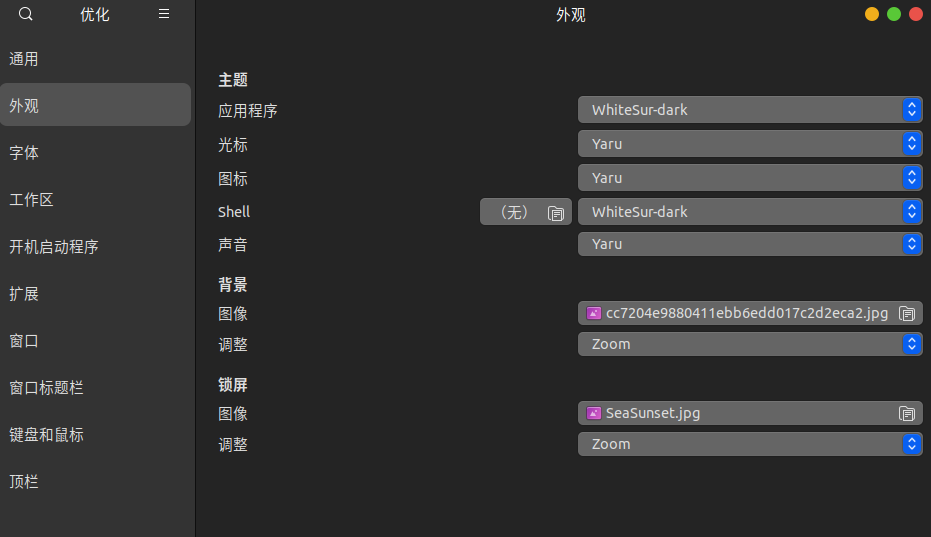 优化
外观
通用
外观
字体
工作区
开机启动程序
扩展
窗口
窗口标题栏
键盘和鼠标
顶栏
主题
应用程序 WhiteSur-dark
光标 Yaru
图标 Yaru
Shell （无） WhiteSur-dark
声音 Yaru
背景
图像 cc7204e9880411ebb6edd017c2d2eca2.jpg
调整 Zoom
锁屏
图像 SeaSunset.jpg
调整 Zoom